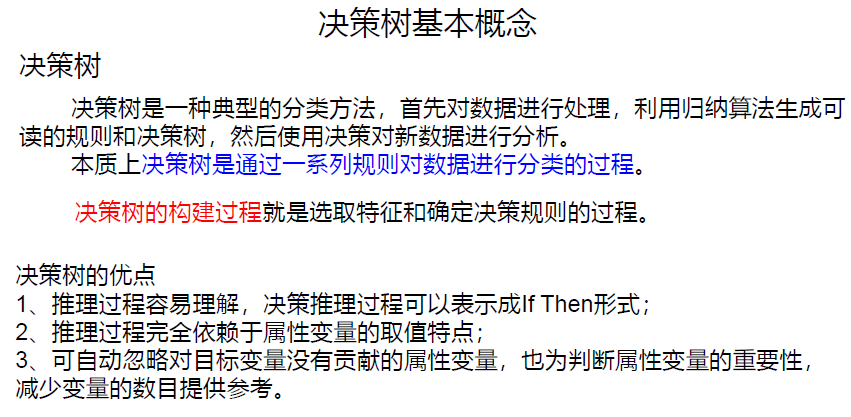 决策树基本概念
决策树
决策树是一种典型的分类方法，首先对数据进行处理，利用归纳算法生成可
读的规则和决策树，然后使用决策对新数据进行分析。
本质上决策树是通过一系列规则对数据进行分类的过程。
决策树的构建过程就是选取特征和确定决策规则的过程。
决策树的优点
1、推理过程容易理解，决策推理过程可以表示成If Then形式；
2、推理过程完全依赖于属性变量的取值特点；
3、可自动忽略对目标变量没有贡献的属性变量，也为判断属性变量的重要性，
减少变量的数目提供参考。